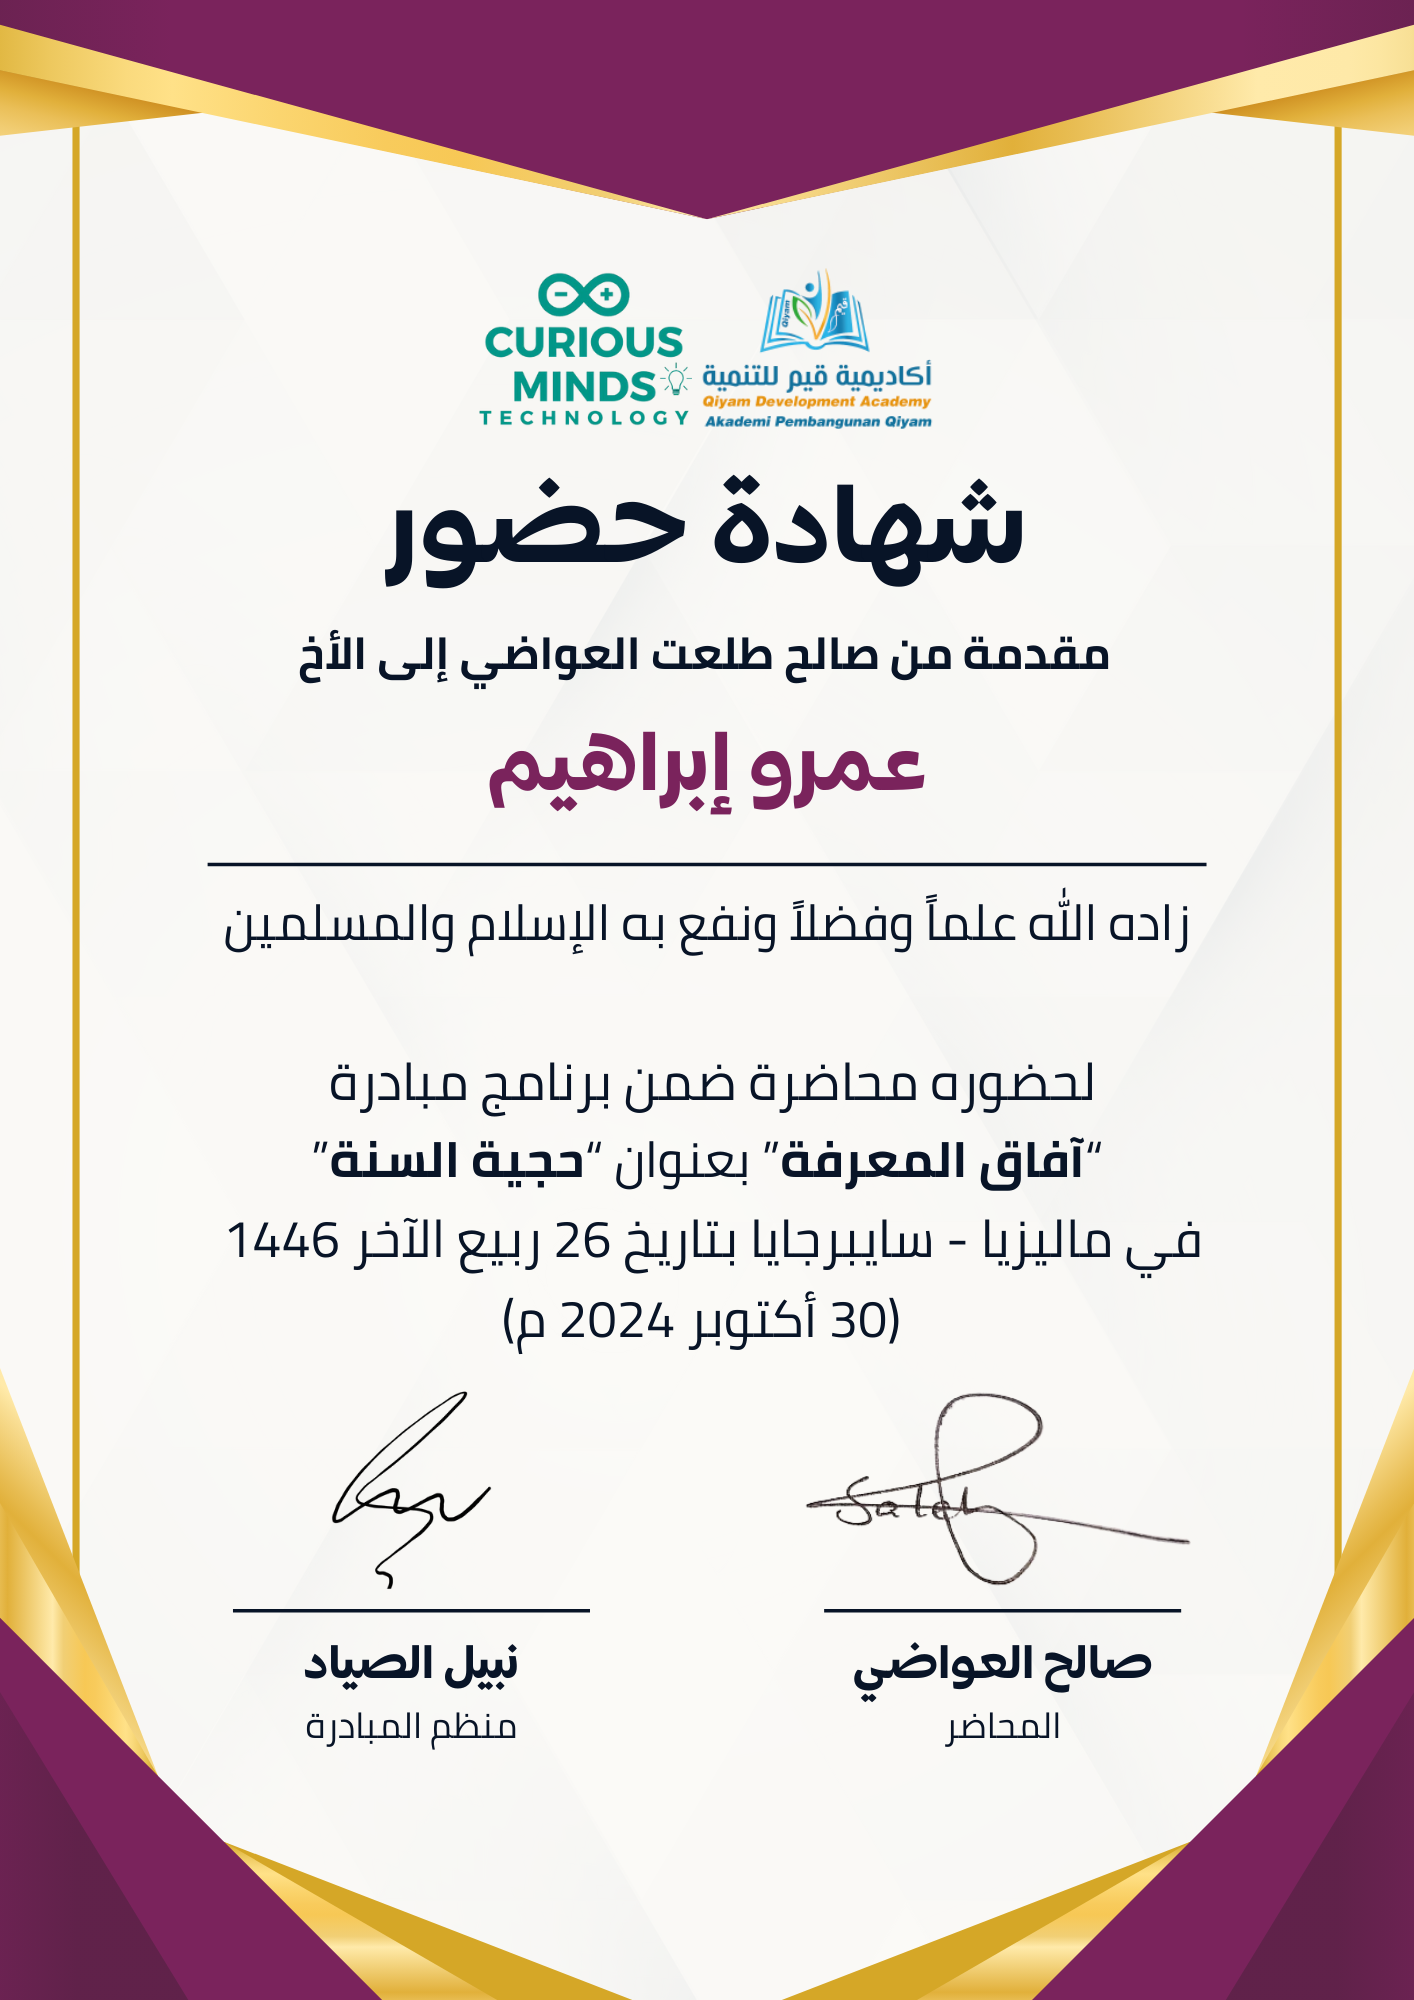 CURIOUS
MINDS
TECHNOLOGY
Qiyam
قيم
أكاديمية قيم للتنمية
Qiyam Development Academy
Akademi Pembangunan Qiyam
شهادة حضور
مقدمة من صالح طلعت العواضي إلى الأخ
عمرو إبراهيم
زاده الله علماً وفضلاً ونفع به الإسلام والمسلمين
لحضوره محاضرة ضمن برنامج مبادرة
“آفاق المعرفة” بعنوان “حجية السنة”
في ماليزيا - سايبرجايا بتاريخ 26 ربيع الآخر 1446
(30 أكتوبر 2024 م)
Saleh
صالح العواضي
المحاضر
نبيل الصياد
منظم المبادرة